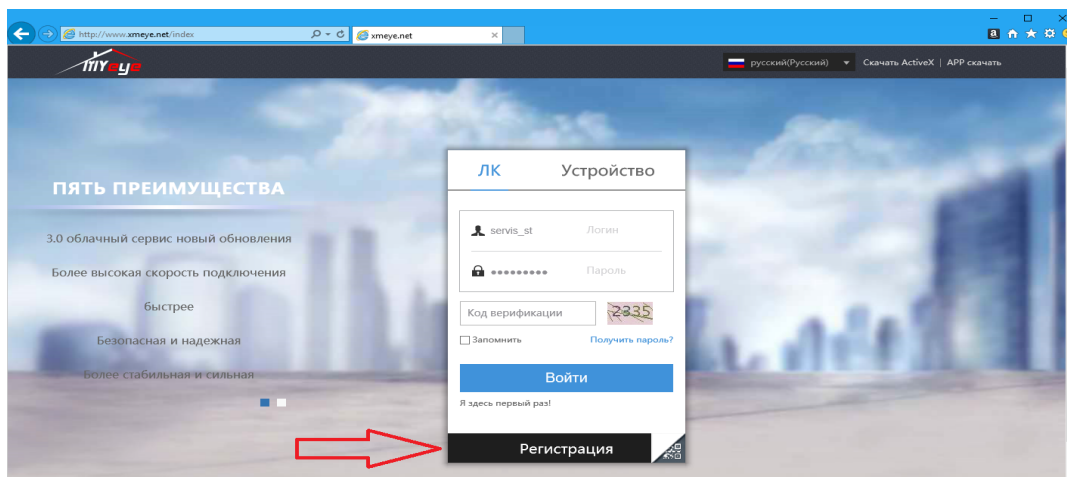 http://www.xmeye.net/index
xmeye.net
XMeye
русский(Русский)
Скачать ActiveX | APP скачать
ПЯТЬ ПРЕИМУЩЕСТВА
3.0 облачный сервис новый обновления
Более высокая скорость подключения
быстрее
Безопасная и надежная
Более стабильная и сильная
ЛК Устройство
servis_st Логин
Пароль
Код верификации 2335
Запомнить Получить пароль?
Войти
Я здесь первый раз!
Регистрация